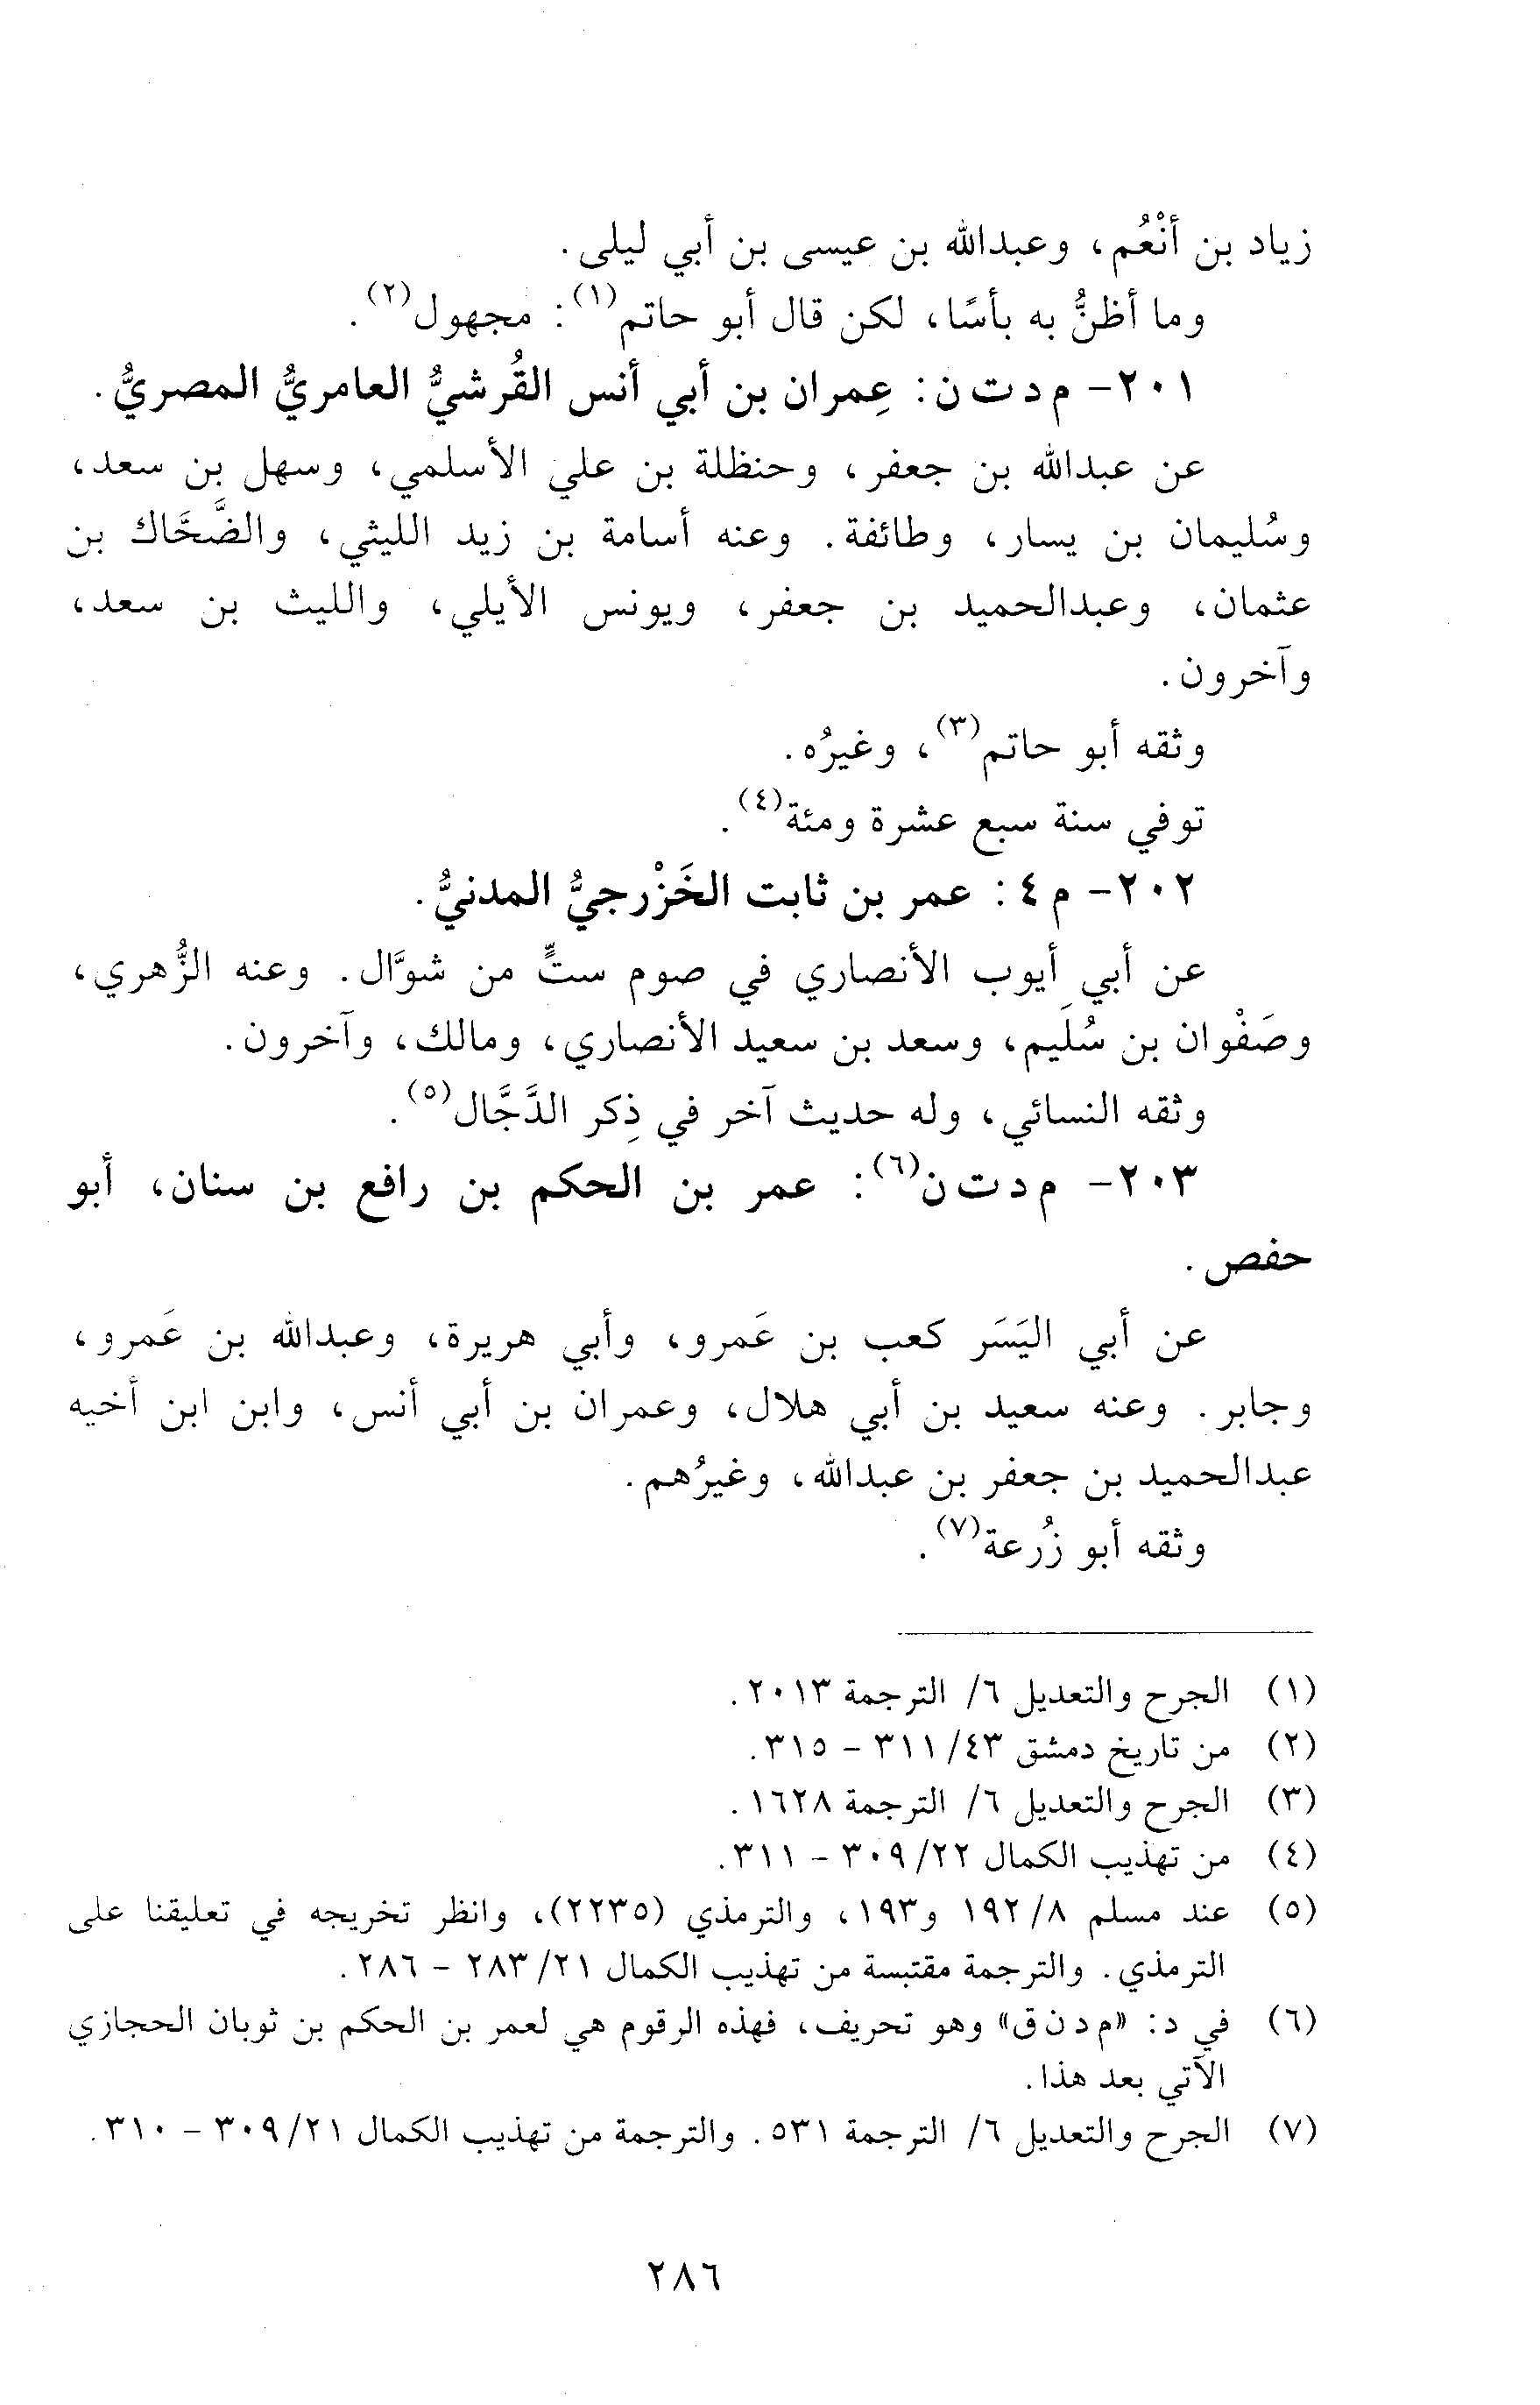 زياد بن أنْعُم، وعبدالله بن عيسى بن أبي ليلى.
وما أظنُّ به بأسًا، لكن قال أبو حاتم(١): مجهول(٢).
٢٠١- م د ت ن: عِمران بن أبي أنس القُرشيُّ العامريُّ المصريُّ.
عن عبدالله بن جعفر، وحنظلة بن علي الأسلمي، وسهل بن سعد،
وسُليمان بن يسار، وطائفة. وعنه أسامة بن زيد الليثي، والضَّحَّاك بن
عثمان، وعبدالحميد بن جعفر، ويونس الأيلي، والليث بن سعد،
وآخرون.
وثقه أبو حاتم(٣)، وغيرُه.
توفي سنة سبع عشرة ومئة(٤).
٢٠٢- م ٤: عمر بن ثابت الخَزْرجيُّ المدنيُّ.
عن أبي أيوب الأنصاري في صوم ستٍّ من شوَّال. وعنه الزُّهري،
وصَفْوان بن سُلَيم، وسعد بن سعيد الأنصاري، ومالك، وآخرون.
وثقه النسائي، وله حديث آخر في ذِكر الدَّجَّال(٥).
٢٠٣- م د ت ن(٦): عمر بن الحكم بن رافع بن سنان، أبو
حفص.
عن أبي اليَسَر كعب بن عَمرو، وأبي هريرة، وعبدالله بن عَمرو،
وجابر. وعنه سعيد بن أبي هلال، وعمران بن أبي أنس، وابن ابن أخيه
عبدالحميد بن جعفر بن عبدالله، وغيرُهم.
وثقه أبو زُرعة(٧).
(١) الجرح والتعديل ٦/ الترجمة ٢٠١٣.
(٢) من تاريخ دمشق ٤٣/ ٣١١ - ٣١٥.
(٣) الجرح والتعديل ٦/ الترجمة ١٦٢٨.
(٤) من تهذيب الكمال ٢٢/ ٣٠٩ - ٣١١.
(٥) عند مسلم ٨/ ١٩٢ و١٩٣، والترمذي (٢٢٣٥)، وانظر تخريجه في تعليقنا على
الترمذي. والترجمة مقتبسة من تهذيب الكمال ٢١/ ٢٨٣ - ٢٨٦.
(٦) في د: «م د ن ق» وهو تحريف، فهذه الرقوم هي لعمر بن الحكم بن ثوبان الحجازي
الآتي بعد هذا.
(٧) الجرح والتعديل ٦/ الترجمة ٥٣١. والترجمة من تهذيب الكمال ٢١/ ٣٠٩ - ٣١٠.
٢٨٦